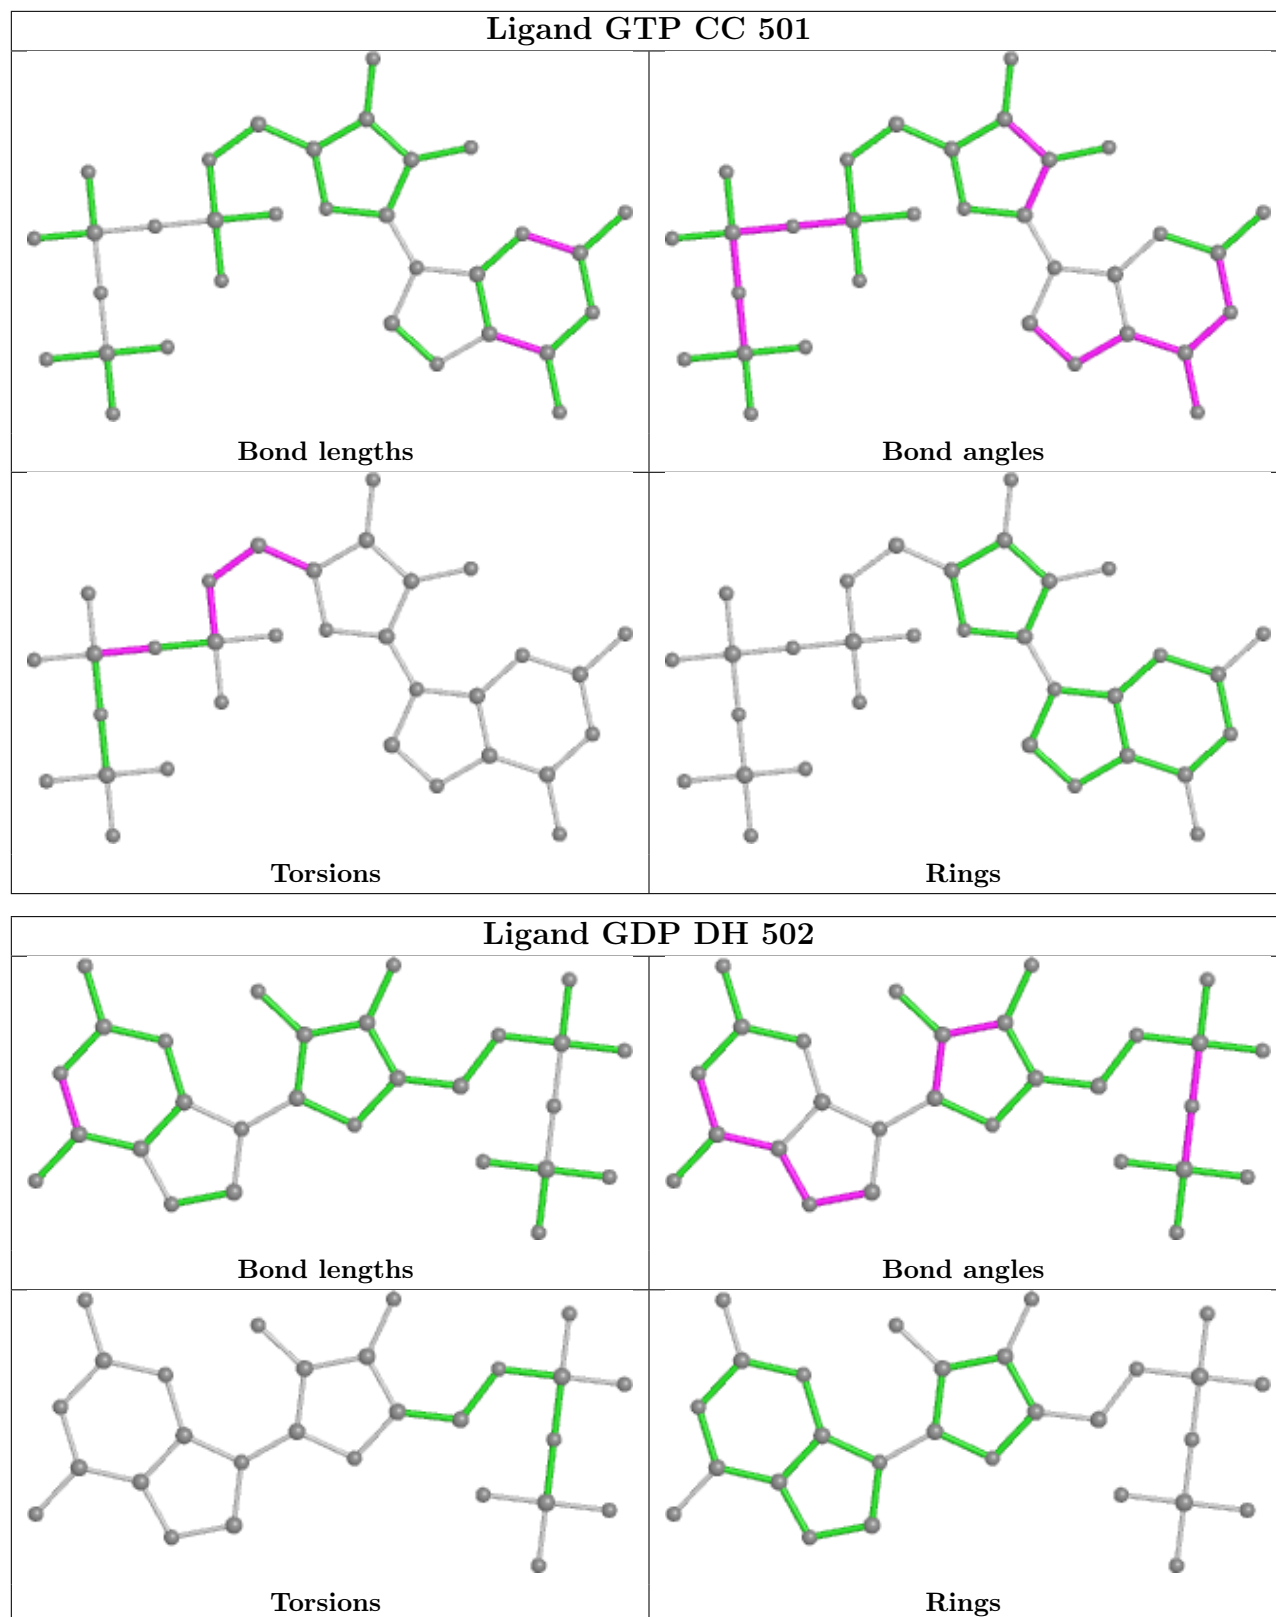 Ligand GTP CC 501
Bond lengths
Bond angles
Torsions
Rings
Ligand GDP DH 502
Bond lengths
Bond angles
Torsions
Rings